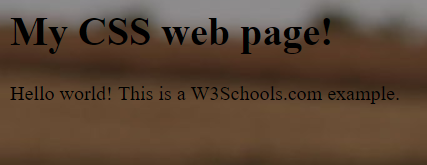 My CSS web page!
Hello world! This is a W3Schools.com example.